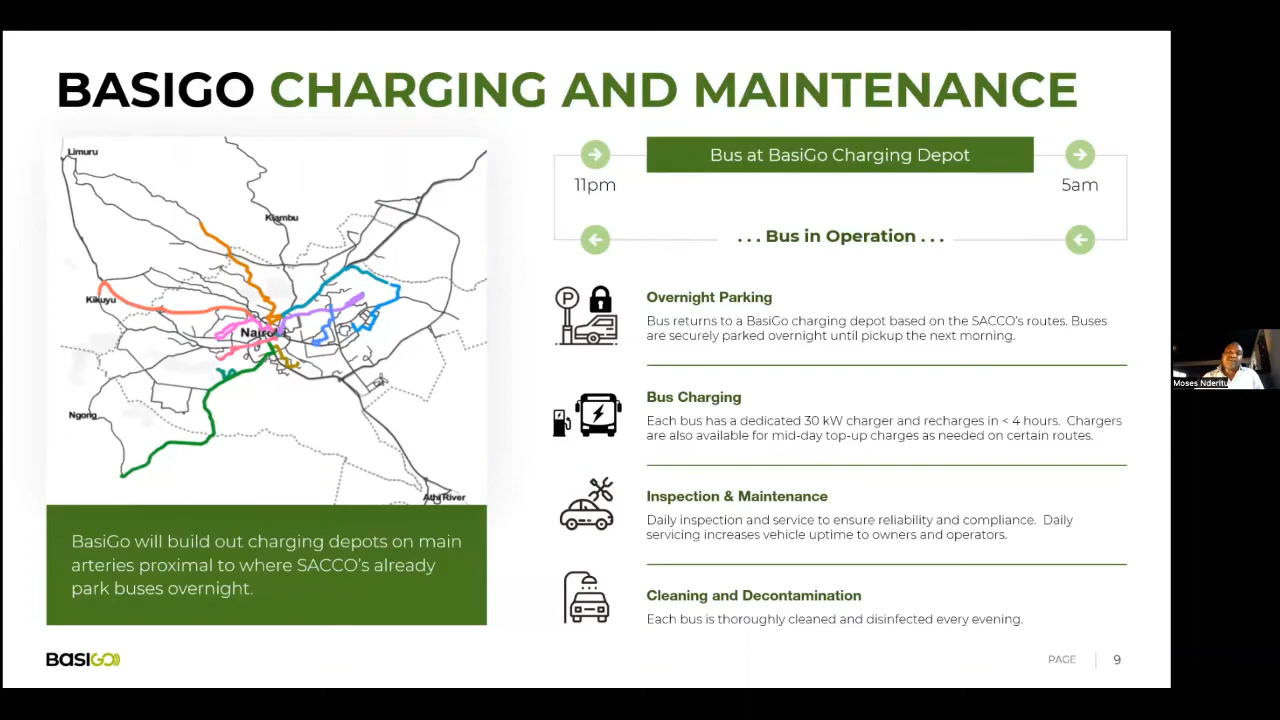 BASIGO CHARGING AND MAINTENANCE
Limuru
Kiambu
Kikuyu
Nairobi
Ngong
Athi River
BasiGo will build out charging depots on main
arteries proximal to where SACCO's already
park buses overnight.
Bus at BasiGo Charging Depot
11pm
5am
. . . Bus in Operation . . .
P
Overnight Parking
Bus returns to a BasiGo charging depot based on the SACCO's routes. Buses
are securely parked overnight until pickup the next morning.
Bus Charging
Each bus has a dedicated 30 kW charger and recharges in < 4 hours. Chargers
are also available for mid-day top-up charges as needed on certain routes.
Inspection & Maintenance
Daily inspection and service to ensure reliability and compliance. Daily
servicing increases vehicle uptime to owners and operators.
Cleaning and Decontamination
Each bus is thoroughly cleaned and disinfected every evening.
BASIGO
PAGE 9
Moses Nderitu